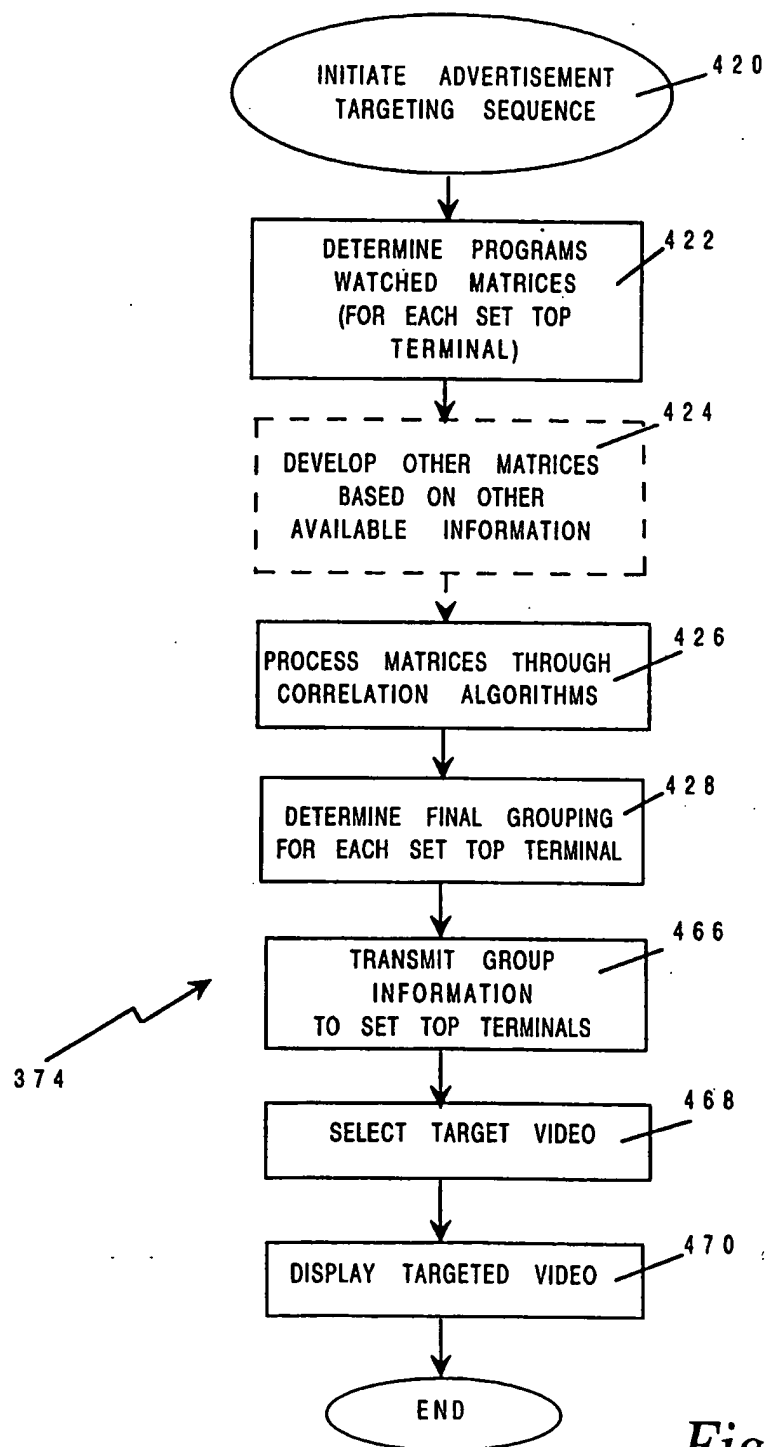 INITIATE ADVERTISEMENT
TARGETING SEQUENCE
420
DETERMINE PROGRAMS
WATCHED MATRICES
(FOR EACH SET TOP
TERMINAL)
422
424
DEVELOP OTHER MATRICES
BASED ON OTHER
AVAILABLE INFORMATION
PROCESS MATRICES THROUGH
CORRELATION ALGORITHMS
426
DETERMINE FINAL GROUPING
FOR EACH SET TOP TERMINAL
428
TRANSMIT GROUP
INFORMATION
TO SET TOP TERMINALS
466
374
SELECT TARGET VIDEO
468
DISPLAY TARGETED VIDEO
470
END
Fig